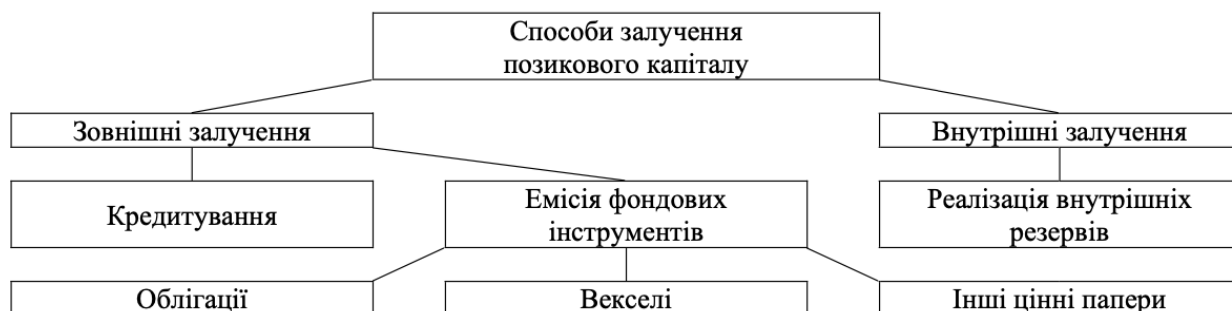 Способи залучення
позикового капіталу
Зовнішні залучення
Внутрішні залучення
Кредитування
Емісія фондових
інструментів
Реалізація внутрішніх
резервів
Облігації
Векселі
Інші цінні папери